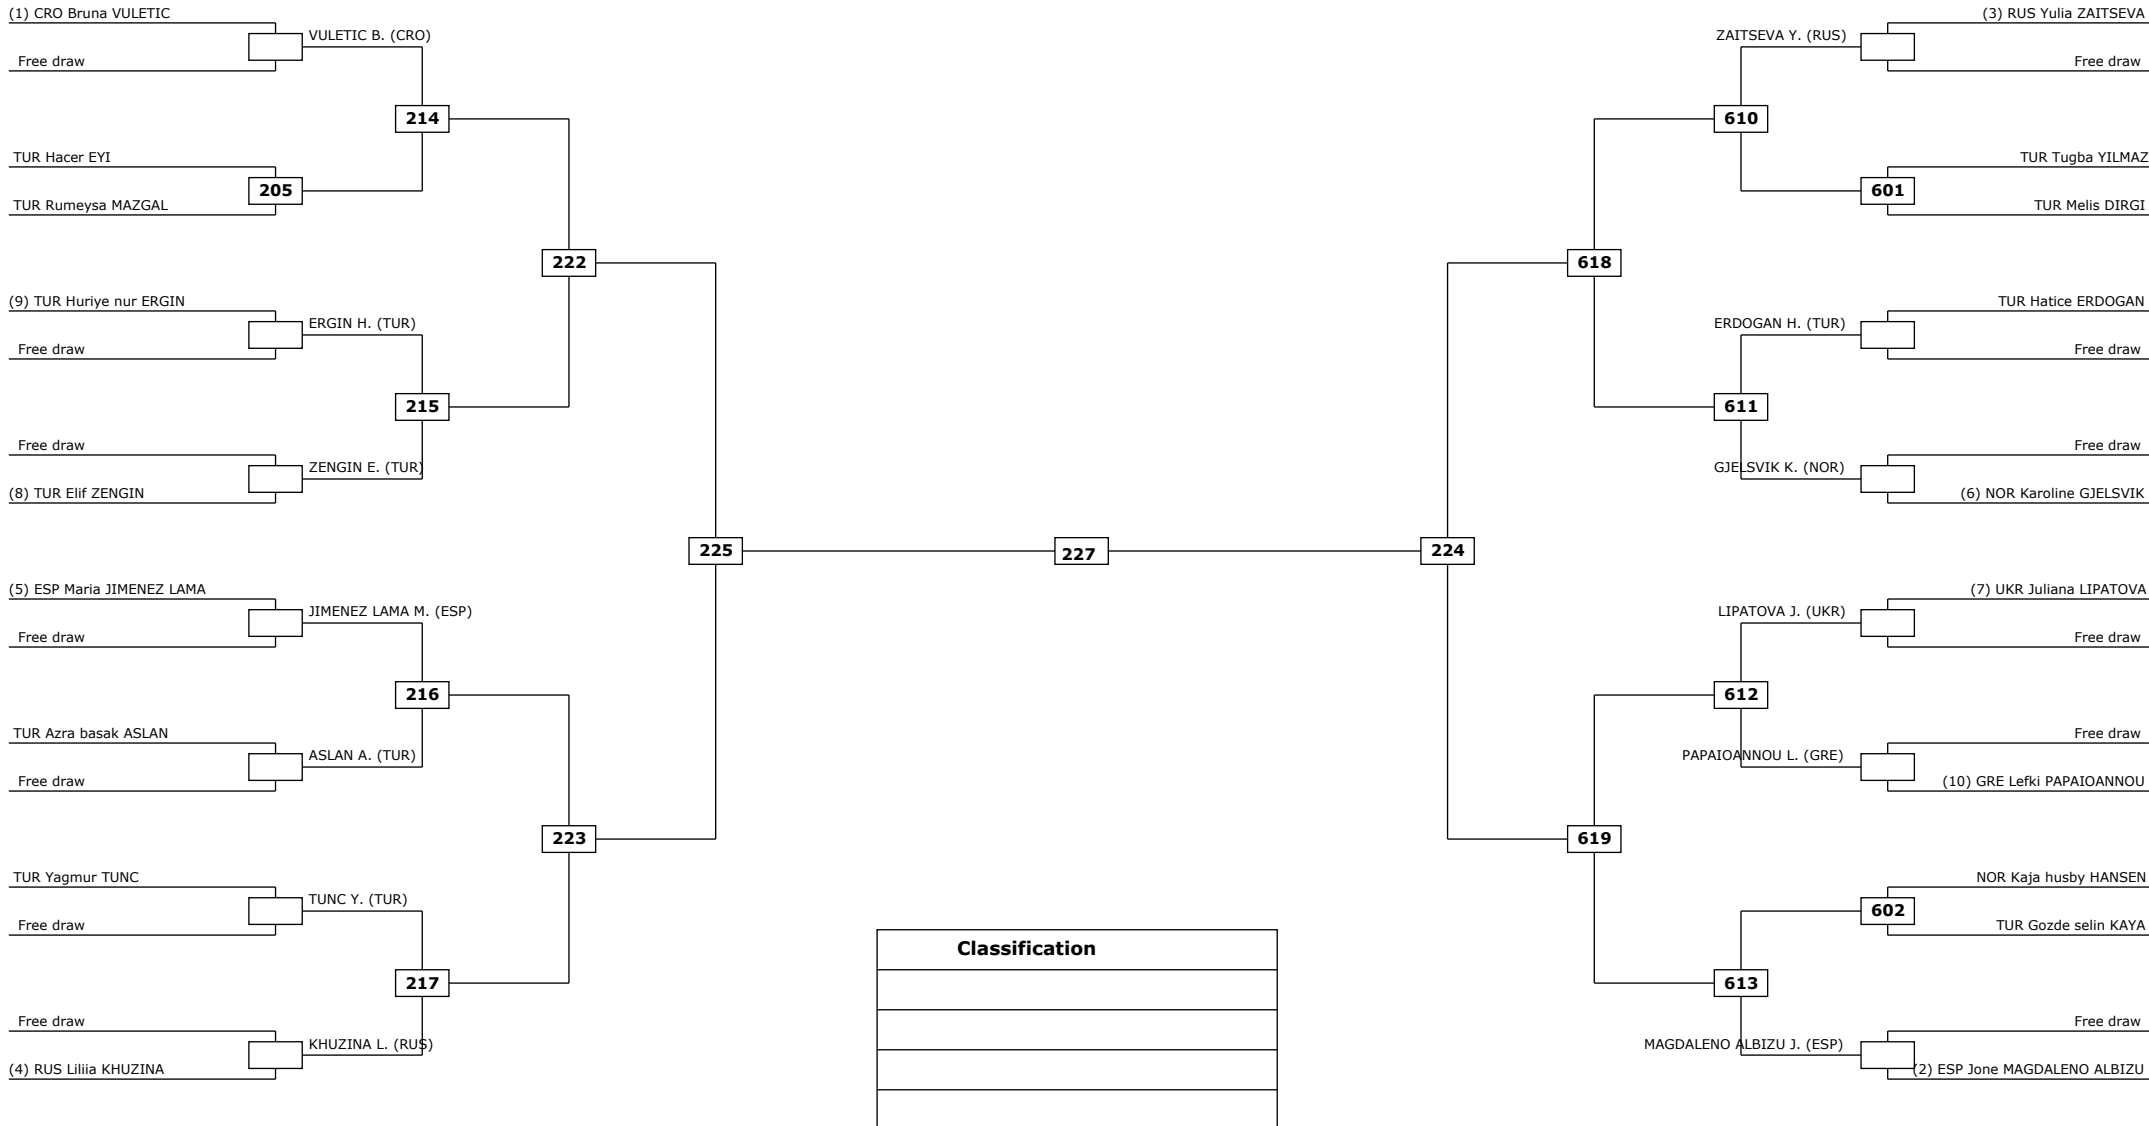 (1) CRO Bruna VULETIC
VULETIC B. (CRO)
Free draw
214
TUR Hacer EYI
205
TUR Rumeysa MAZGAL
222
(9) TUR Huriye nur ERGIN
ERGIN H. (TUR)
Free draw
215
Free draw
ZENGIN E. (TUR)
(8) TUR Elif ZENGIN
225
(5) ESP Maria JIMENEZ LAMA
JIMENEZ LAMA M. (ESP)
Free draw
216
TUR Azra basak ASLAN
ASLAN A. (TUR)
Free draw
223
TUR Yagmur TUNC
TUNC Y. (TUR)
Free draw
217
Free draw
KHUZINA L. (RUS)
(4) RUS Liliia KHUZINA
227
Classification
(3) RUS Yulia ZAITSEVA
ZAITSEVA Y. (RUS)
Free draw
610
TUR Tugba YILMAZ
601
TUR Melis DIRGI
618
TUR Hatice ERDOGAN
ERDOGAN H. (TUR)
Free draw
611
Free draw
GJELSVIK K. (NOR)
(6) NOR Karoline GJELSVIK
224
(7) UKR Juliana LIPATOVA
LIPATOVA J. (UKR)
Free draw
612
Free draw
PAPAIOANNOU L. (GRE)
(10) GRE Lefki PAPAIOANNOU
619
NOR Kaja husby HANSEN
602
TUR Gozde selin KAYA
613
Free draw
MAGDALENO ALBIZU J. (ESP)
(2) ESP Jone MAGDALENO ALBIZU